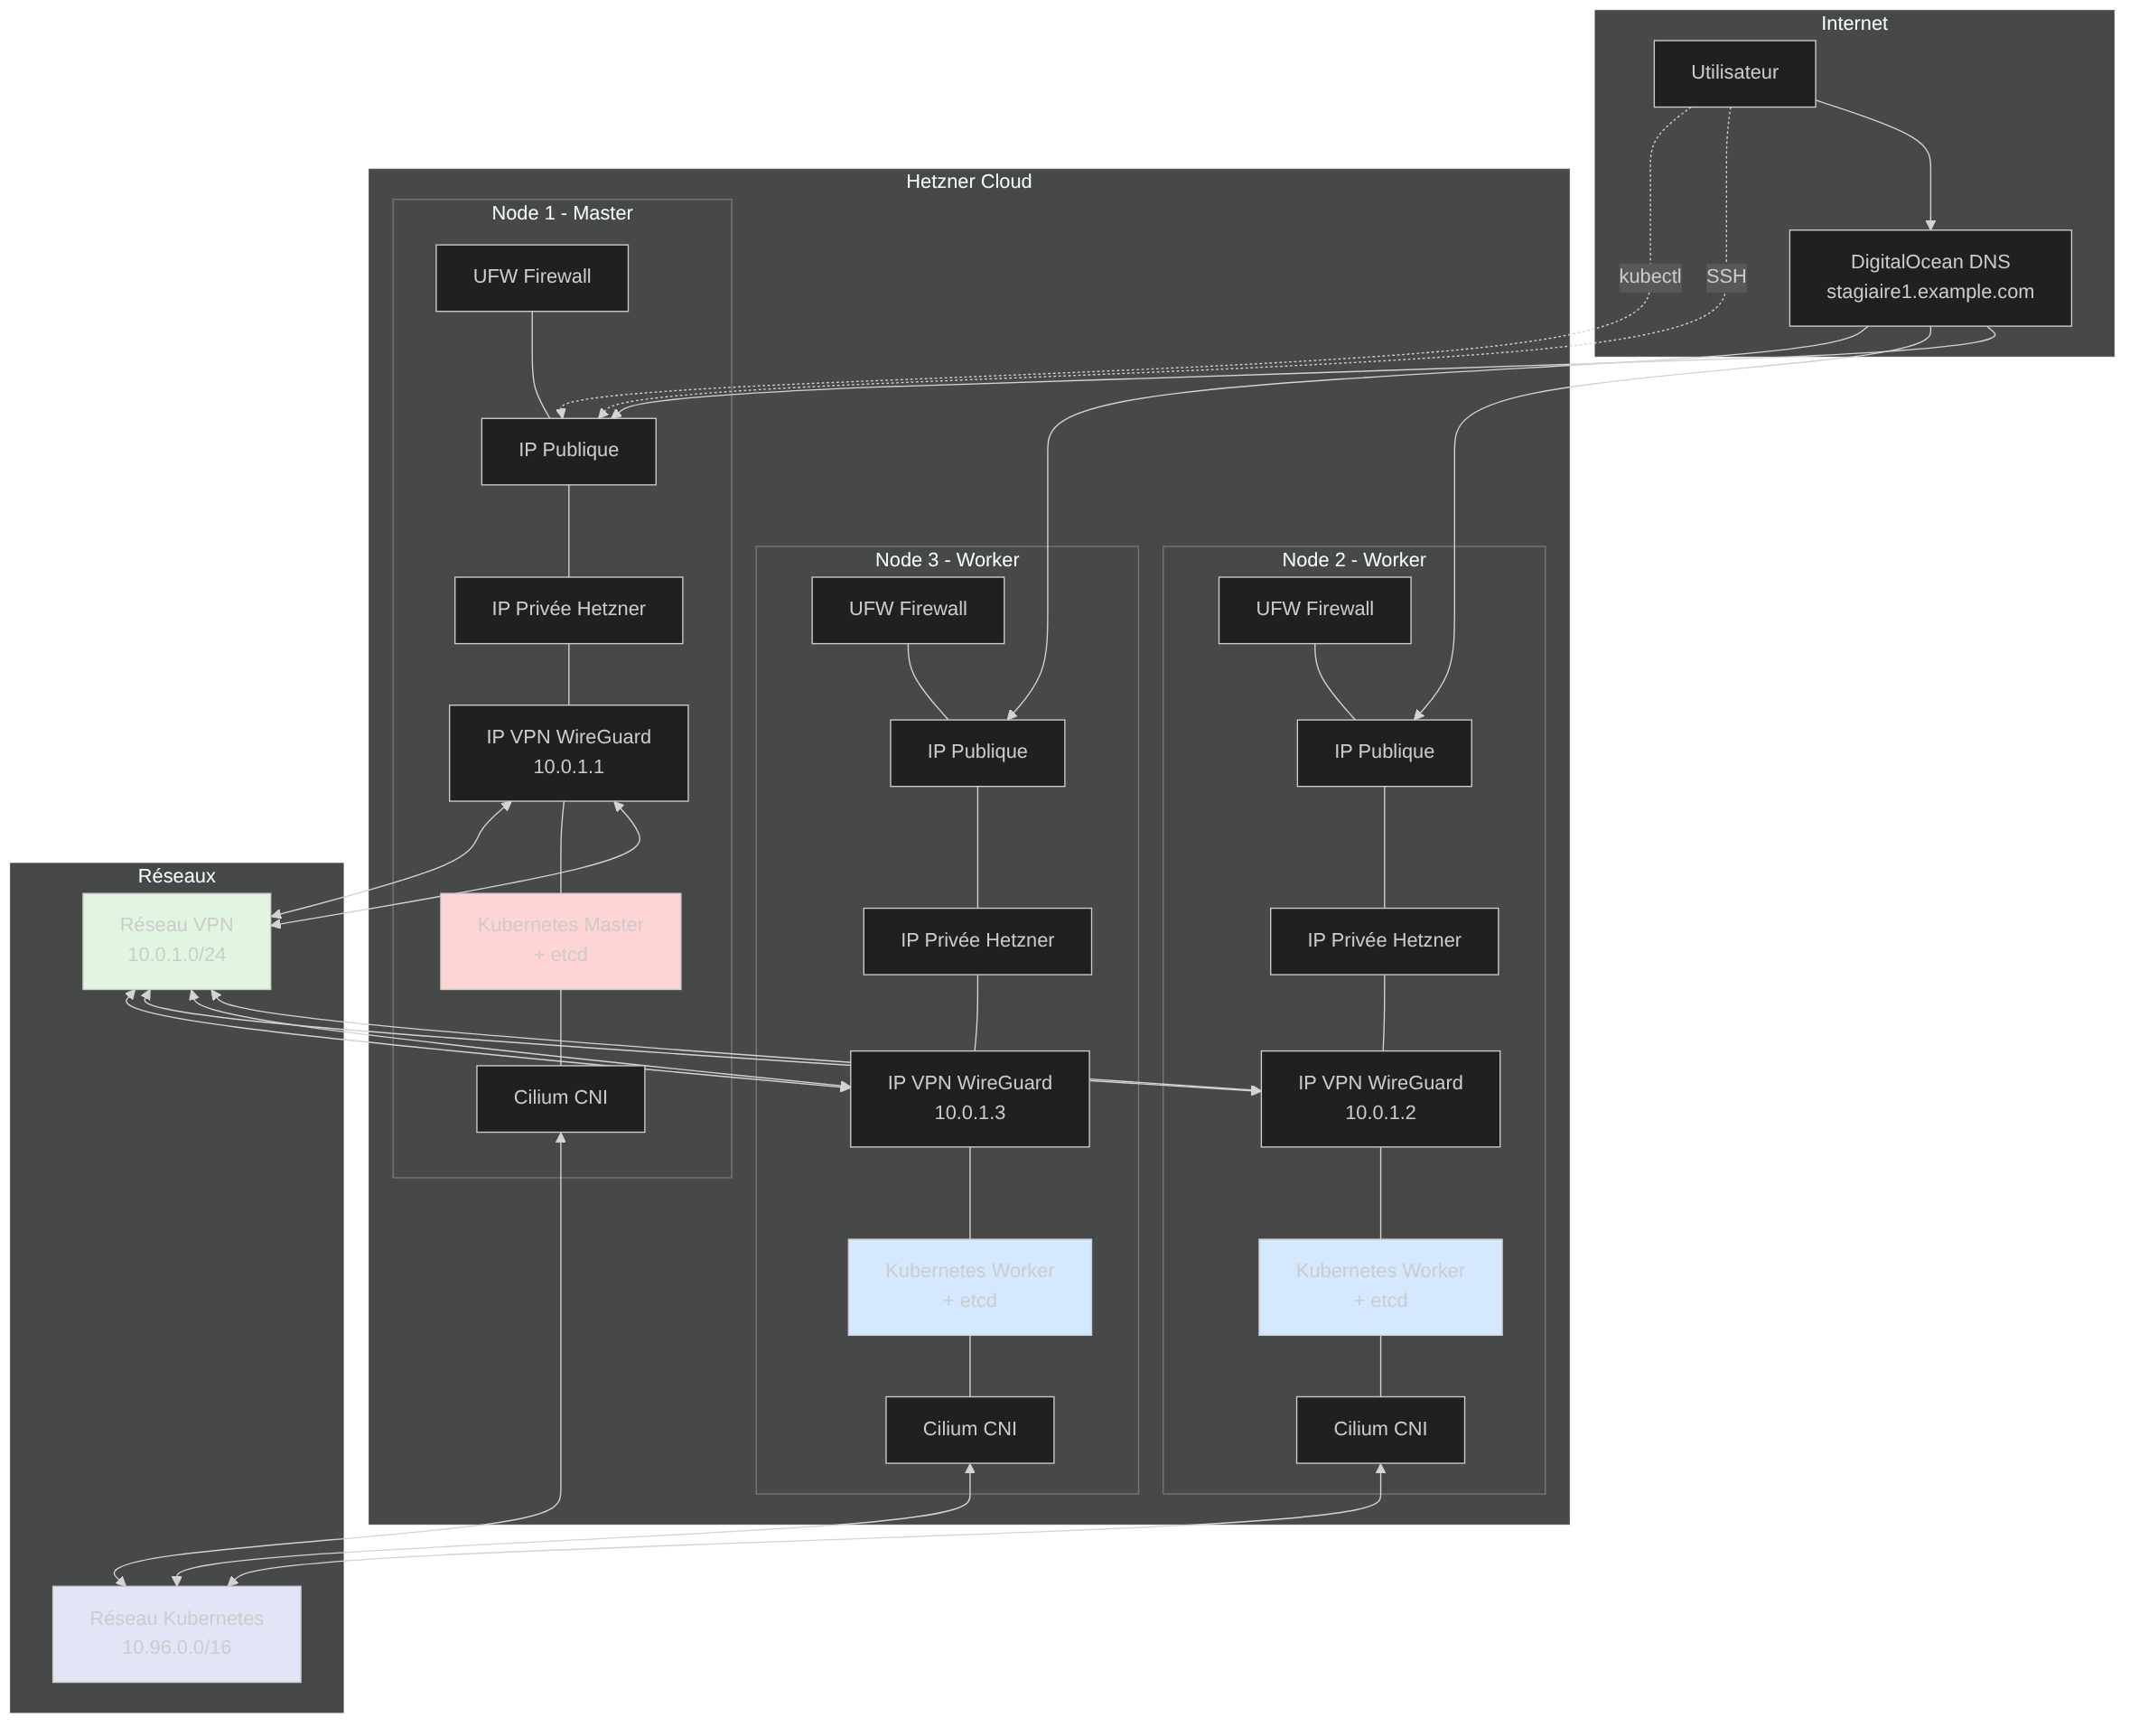 Internet
Utilisateur
kubectl
SSH
DigitalOcean DNS
stagiaire1.example.com
Hetzner Cloud
Node 1 - Master
UFW Firewall
IP Publique
IP Privée Hetzner
IP VPN WireGuard
10.0.1.1
Kubernetes Master
+ etcd
Cilium CNI
Node 3 - Worker
UFW Firewall
IP Publique
IP Privée Hetzner
IP VPN WireGuard
10.0.1.3
Kubernetes Worker
+ etcd
Cilium CNI
Node 2 - Worker
UFW Firewall
IP Publique
IP Privée Hetzner
IP VPN WireGuard
10.0.1.2
Kubernetes Worker
+ etcd
Cilium CNI
Réseaux
Réseau VPN
10.0.1.0/24
Réseau Kubernetes
10.96.0.0/16